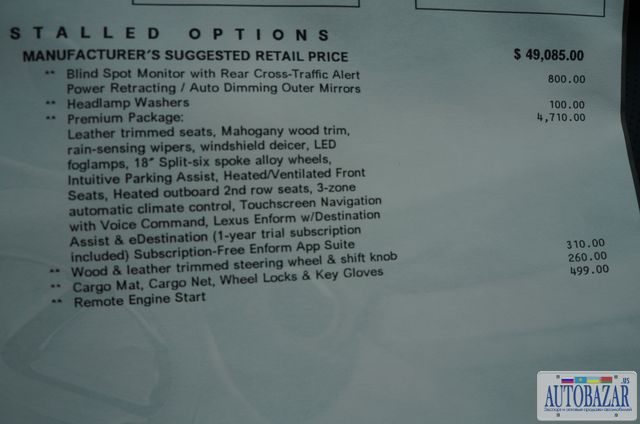 STALLED OPTIONS
MANUFACTURER'S SUGGESTED RETAIL PRICE $ 49,085.00
** Blind Spot Monitor with Rear Cross-Traffic Alert 800.00
Power Retracting / Auto Dimming Outer Mirrors
** Headlamp Washers 100.00
** Premium Package: 4,710.00
Leather trimmed seats, Mahogany wood trim,
rain-sensing wipers, windshield deicer, LED
foglamps, 18" Split-six spoke alloy wheels,
Intuitive Parking Assist, Heated/Ventilated Front
Seats, Heated outboard 2nd row seats, 3-zone
automatic climate control, Touchscreen Navigation
with Voice Command, Lexus Enform w/Destination
Assist & eDestination (1-year trial subscription
included) Subscription-Free Enform App Suite
** Wood & leather trimmed steering wheel & shift knob 310.00
** Cargo Mat, Cargo Net, Wheel Locks & Key Gloves 260.00
** Remote Engine Start 499.00
AUTOBAZAR.US
Экспорт и оптовые продажи автомобилей